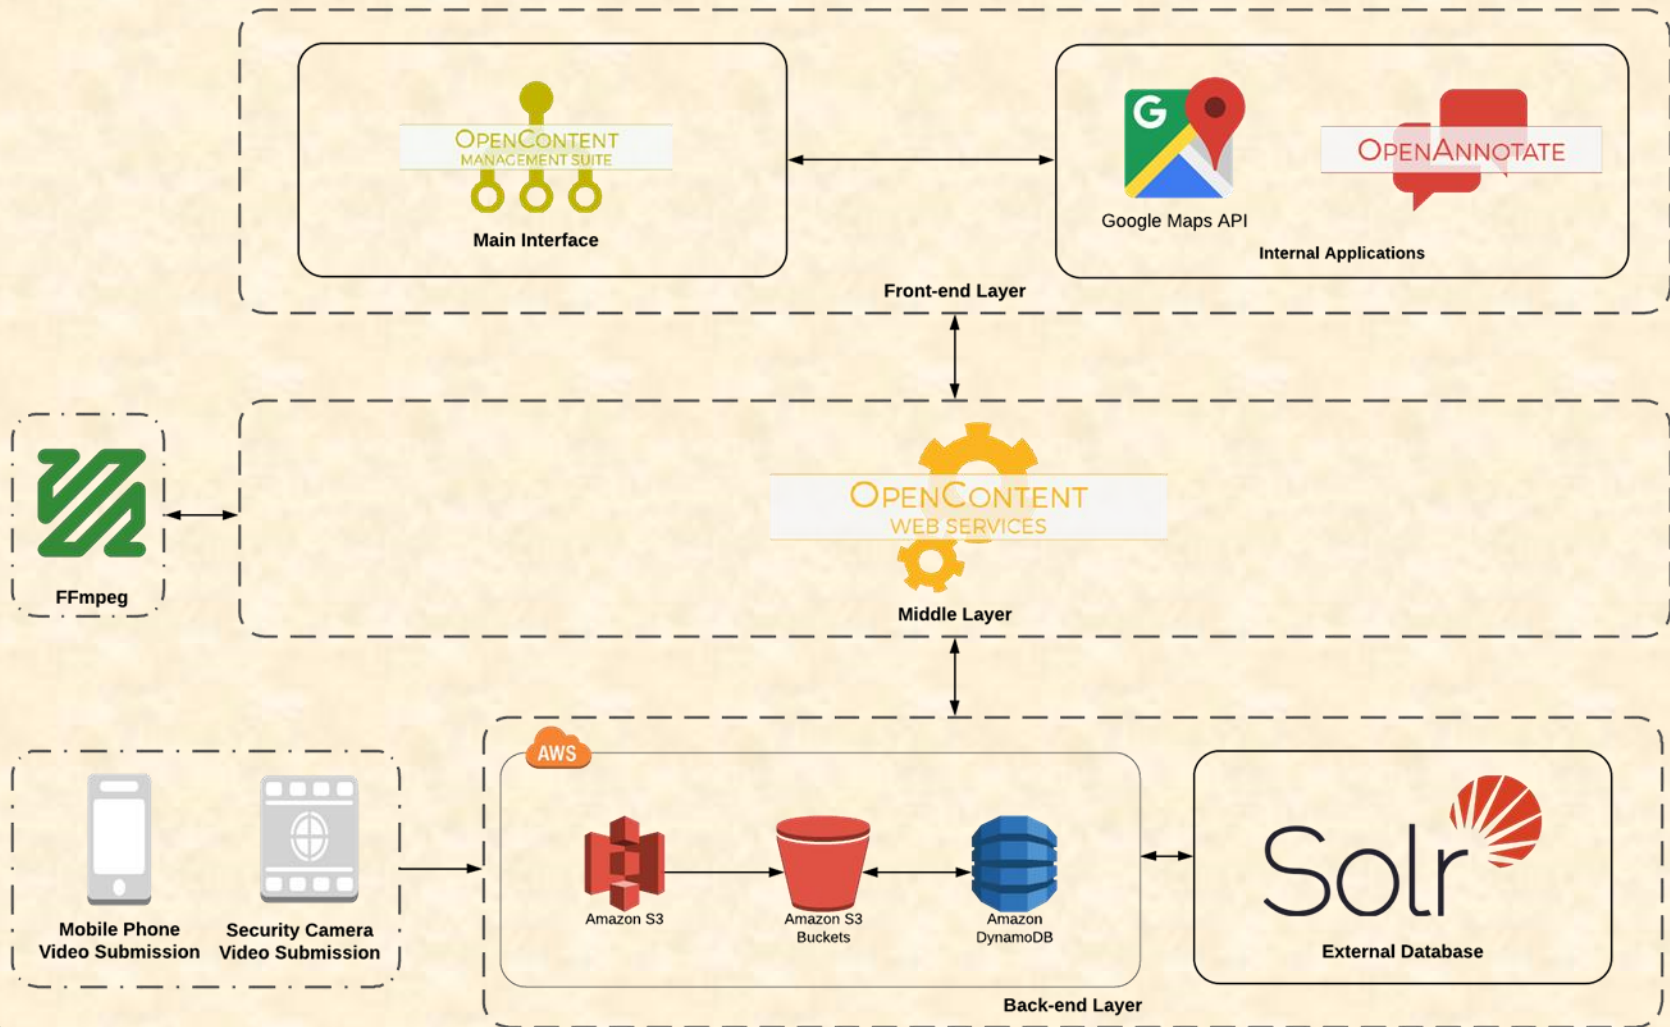 OPENCONTENT
MANAGEMENT SUITE
Main Interface
G
Google Maps API
OPENANNOTATE
Internal Applications
Front-end Layer
FFmpeg
OPENCONTENT
WEB SERVICES
Middle Layer
Mobile Phone
Video Submission
Security Camera
Video Submission
AWS
Amazon S3
Amazon S3
Buckets
Amazon
DynamoDB
Solr
External Database
Back-end Layer